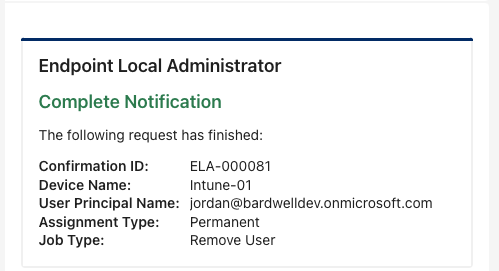 Endpoint Local Administrator
Complete Notification
The following request has finished:
Confirmation ID: ELA-000081
Device Name: Intune-01
User Principal Name: jordan@bardwelldev.onmicrosoft.com
Assignment Type: Permanent
Job Type: Remove User